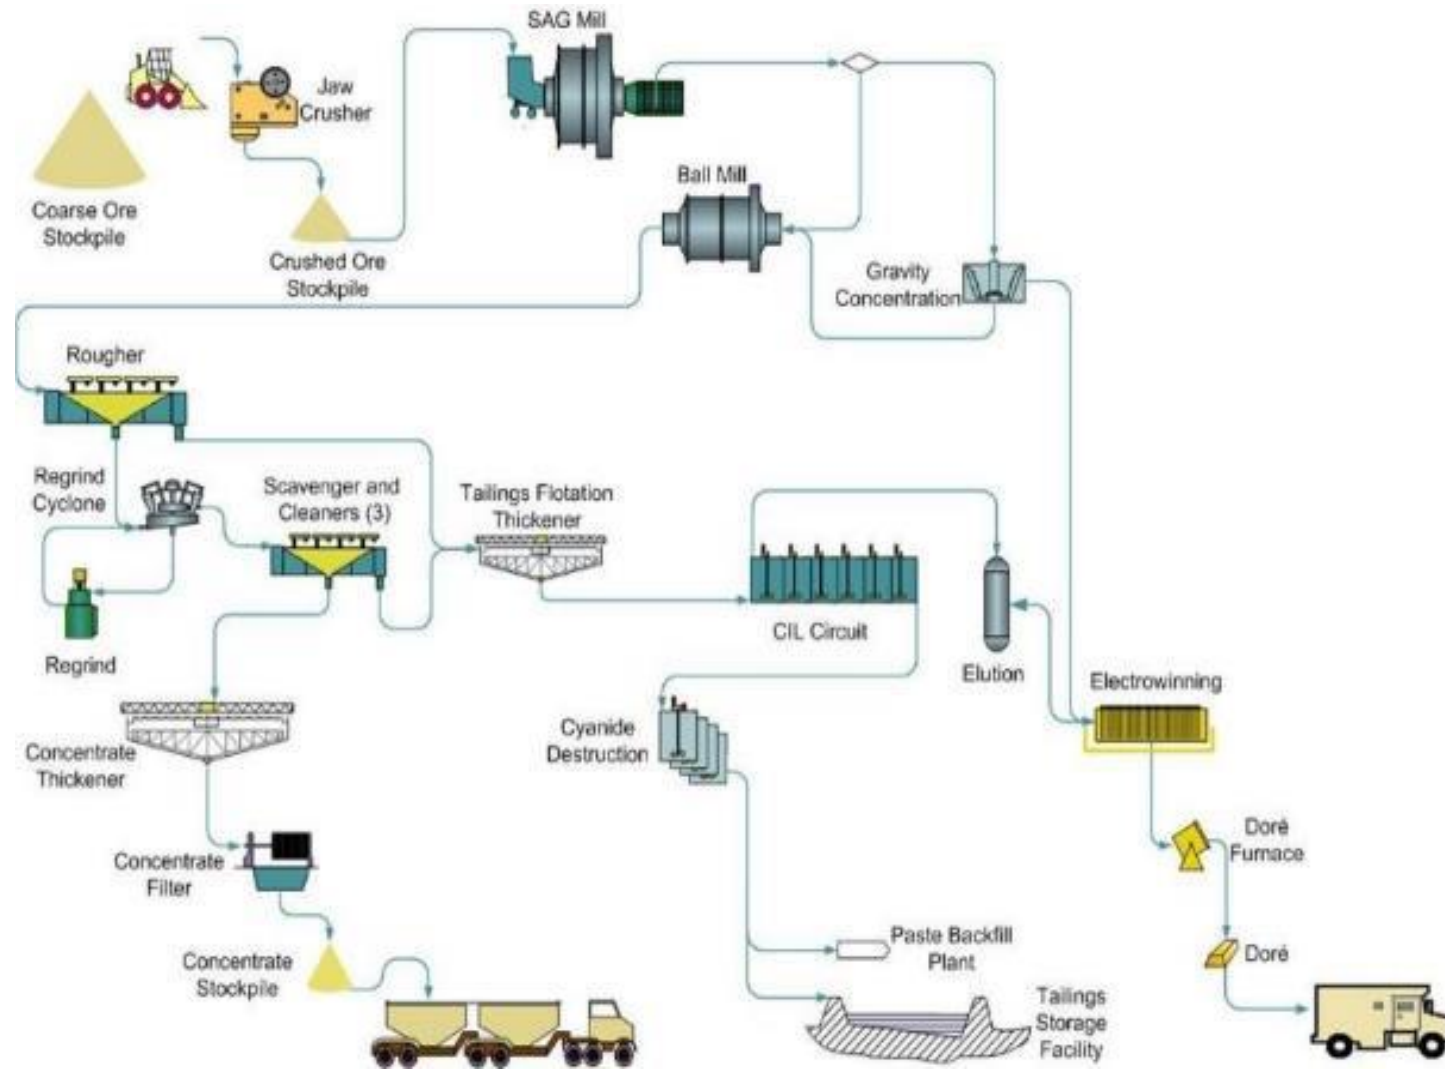 SAG Mill
Jaw
Crusher
Coarse Ore
Stockpile
Crushed Ore
Stockpile
Ball Mill
Gravity
Concentration
Rougher
Regrind
Cyclone
Scavenger and
Cleaners (3)
Tailings Flotation
Thickener
Regrind
CIL Circuit
Elution
Electrowinning
Concentrate
Thickener
Cyanide
Destruction
Concentrate
Filter
Doré
Furnace
Concentrate
Stockpile
Paste Backfill
Plant
Doré
Tailings
Storage
Facility